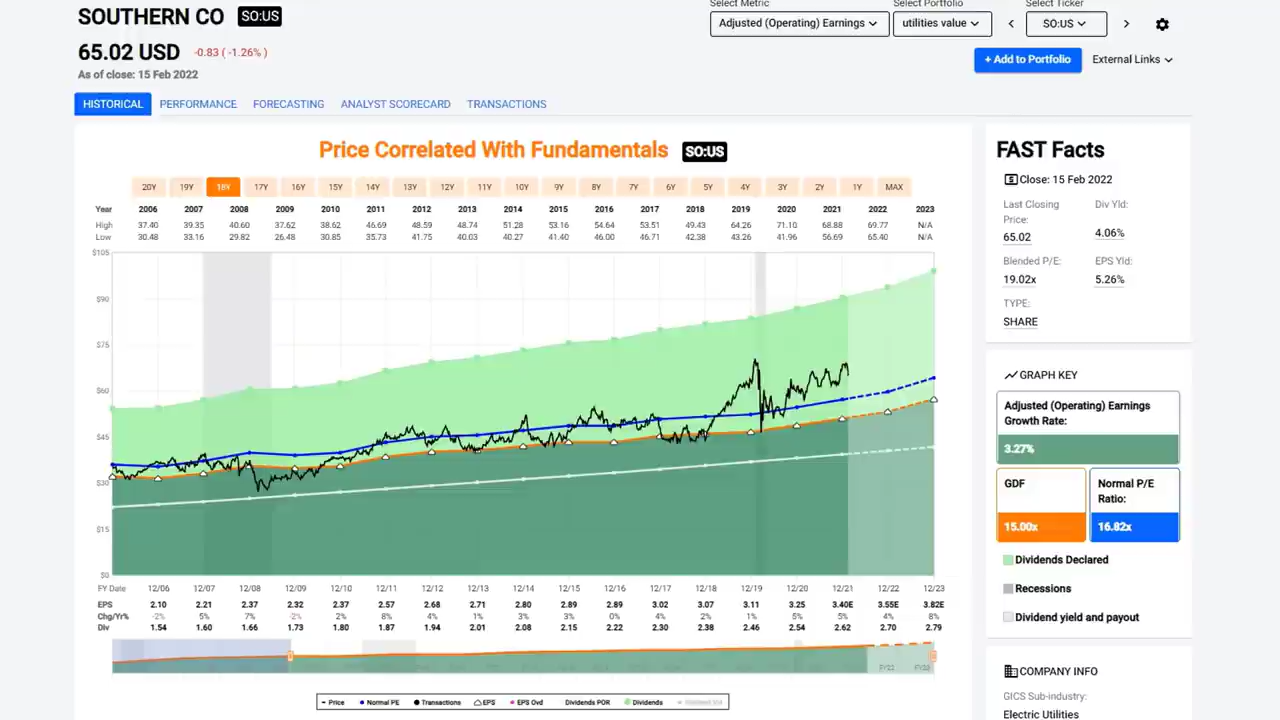 SOUTHERN CO SO:US
65.02 USD -0.83 ( -1.26% )
As of close: 15 Feb 2022
Select Metric Select Portfolio Select Ticker
Adjusted (Operating) Earnings utilities value SO:US
+ Add to Portfolio External Links
HISTORICAL PERFORMANCE FORECASTING ANALYST SCORECARD TRANSACTIONS
Price Correlated With Fundamentals SO:US
20Y 19Y 18Y 17Y 16Y 15Y 14Y 13Y 12Y 11Y 10Y 9Y 8Y 7Y 6Y 5Y 4Y 3Y 2Y 1Y MAX
Year 2006 2007 2008 2009 2010 2011 2012 2013 2014 2015 2016 2017 2018 2019 2020 2021 2022 2023
High 37.40 39.35 40.60 37.62 38.62 46.69 48.59 48.74 51.28 53.16 54.64 53.51 49.43 64.26 71.10 68.88 69.77 N/A
Low 30.48 33.16 29.82 26.48 30.85 35.73 41.75 40.03 40.27 41.40 46.00 46.71 42.38 43.26 41.96 56.69 65.40 N/A
$105
$90
$75
$60
$45
$30
$15
$0
FY Date 12/06 12/07 12/08 12/09 12/10 12/11 12/12 12/13 12/14 12/15 12/16 12/17 12/18 12/19 12/20 12/21 12/22 12/23
EPS 2.10 2.21 2.37 2.32 2.37 2.57 2.68 2.71 2.80 2.89 2.89 3.02 3.07 3.11 3.25 3.40E 3.55E 3.82E
Chg/Yr% -2% 5% 7% -2% 2% 8% 4% 1% 3% 3% 0% 4% 2% 1% 5% 5% 4% 8%
Div 1.54 1.60 1.66 1.73 1.80 1.87 1.94 2.01 2.08 2.15 2.22 2.30 2.38 2.46 2.54 2.62 2.70 2.79
FY22 FY23
Price Normal PE Transactions EPS EPS Ovd Dividends POR Dividends
FAST Facts
Close: 15 Feb 2022
Last Closing Price: Div Yld:
65.02 4.06%
Blended P/E: EPS Yld:
19.02x 5.26%
TYPE:
SHARE
GRAPH KEY
Adjusted (Operating) Earnings
Growth Rate:
3.27%
GDF Normal P/E
Ratio:
15.00x 16.82x
Dividends Declared
Recessions
Dividend yield and payout
COMPANY INFO
GICS Sub-industry:
Electric Utilities